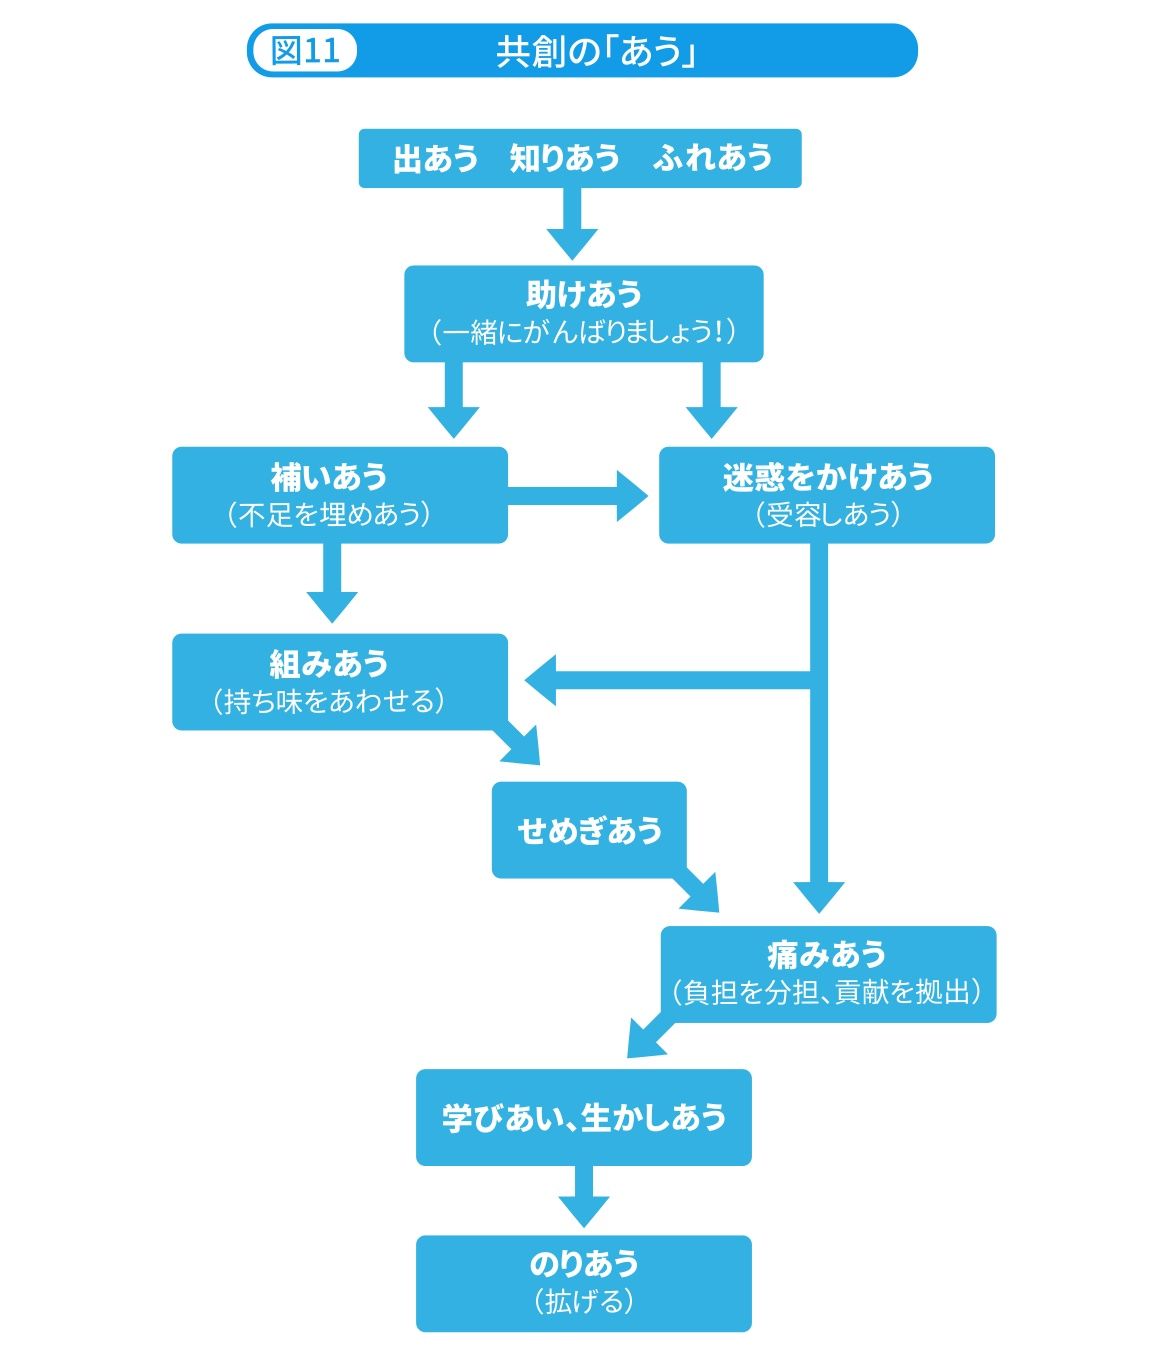 図11 共創の「あう」
出あう 知りあう ふれあう
助けあう
（一緒にがんばりましょう！）
補いあう
（不足を埋めあう）
迷惑をかけあう
（受容しあう）
組みあう
（持ち味をあわせる）
せめぎあう
痛みあう
（負担を分担、貢献を拠出）
学びあい、生かしあう
のりあう
（拡げる）